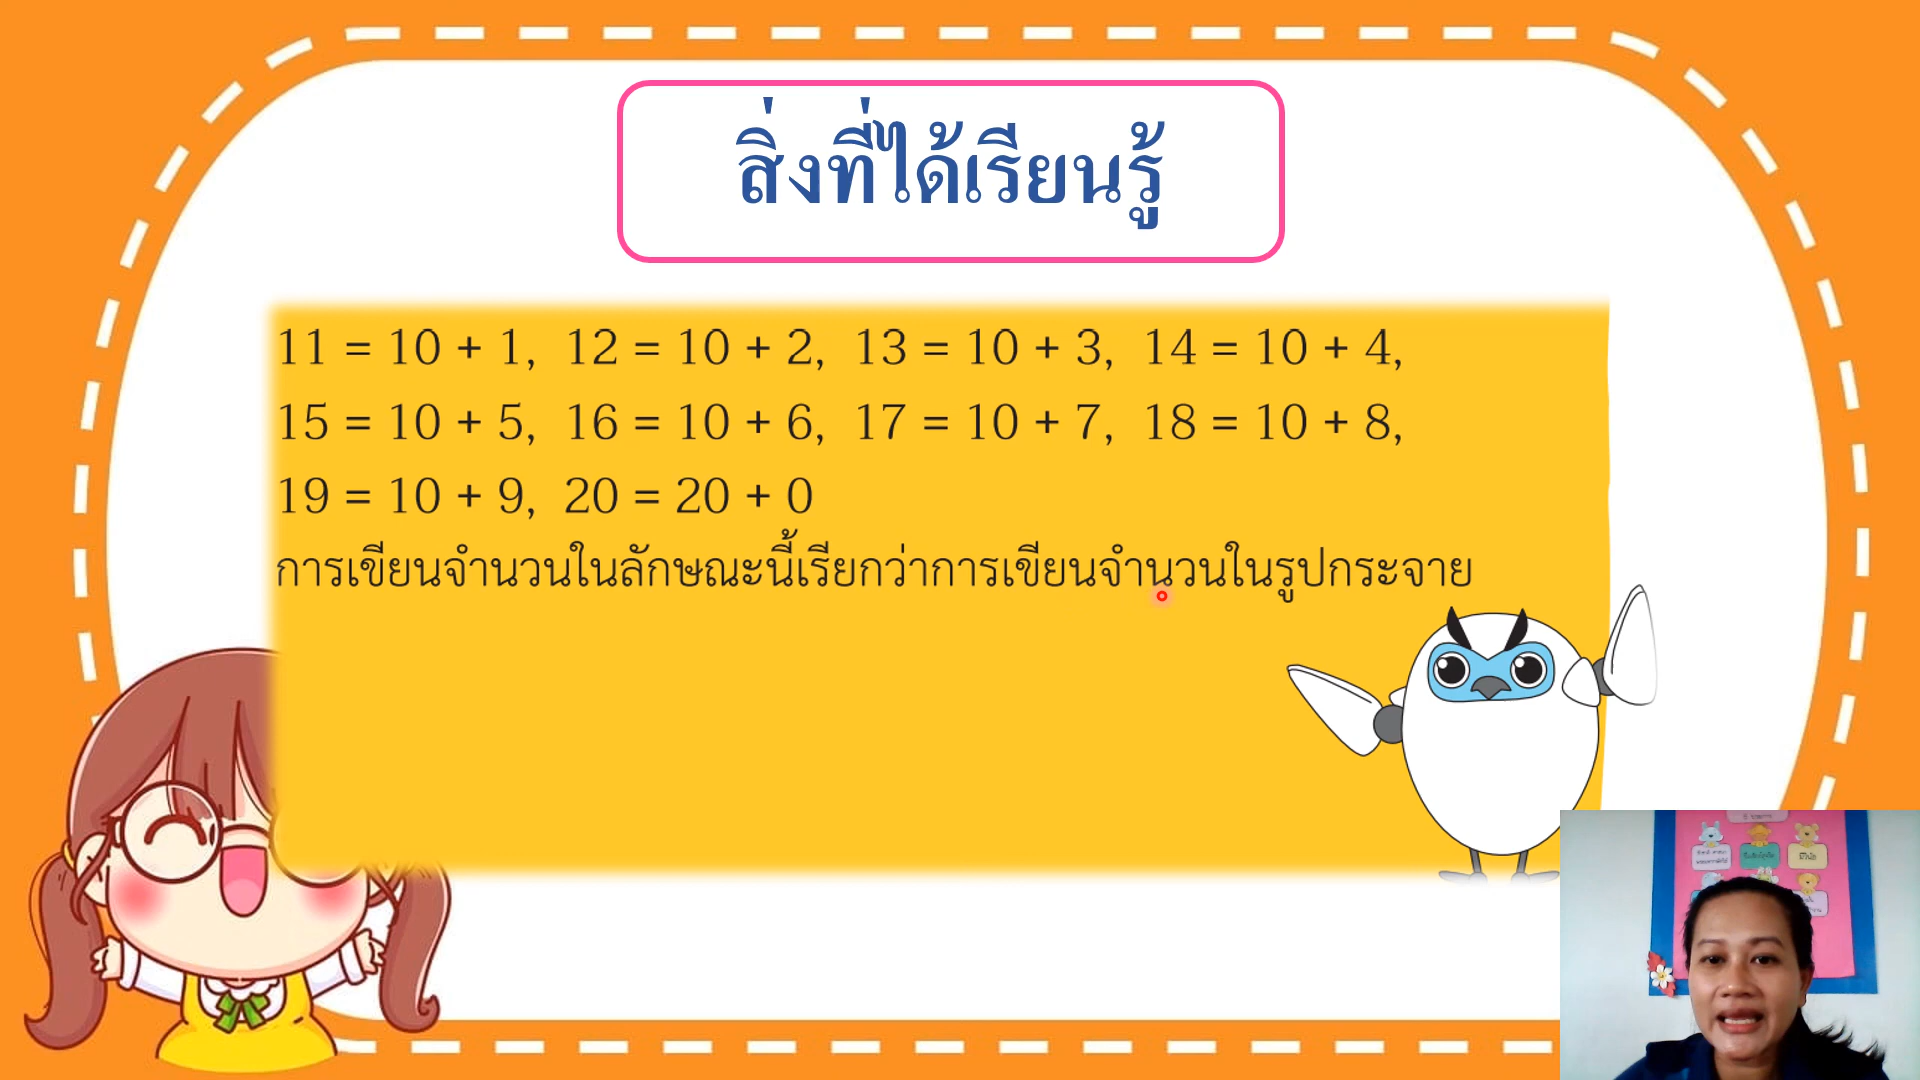 สิ่งที่ได้เรียนรู้
11 = 10 + 1, 12 = 10 + 2, 13 = 10 + 3, 14 = 10 + 4,
15 = 10 + 5, 16 = 10 + 6, 17 = 10 + 7, 18 = 10 + 8,
19 = 10 + 9, 20 = 20 + 0
การเขียนจำนวนในลักษณะนี้เรียกว่าการเขียนจำนวนในรูปกระจาย
มีวินัย